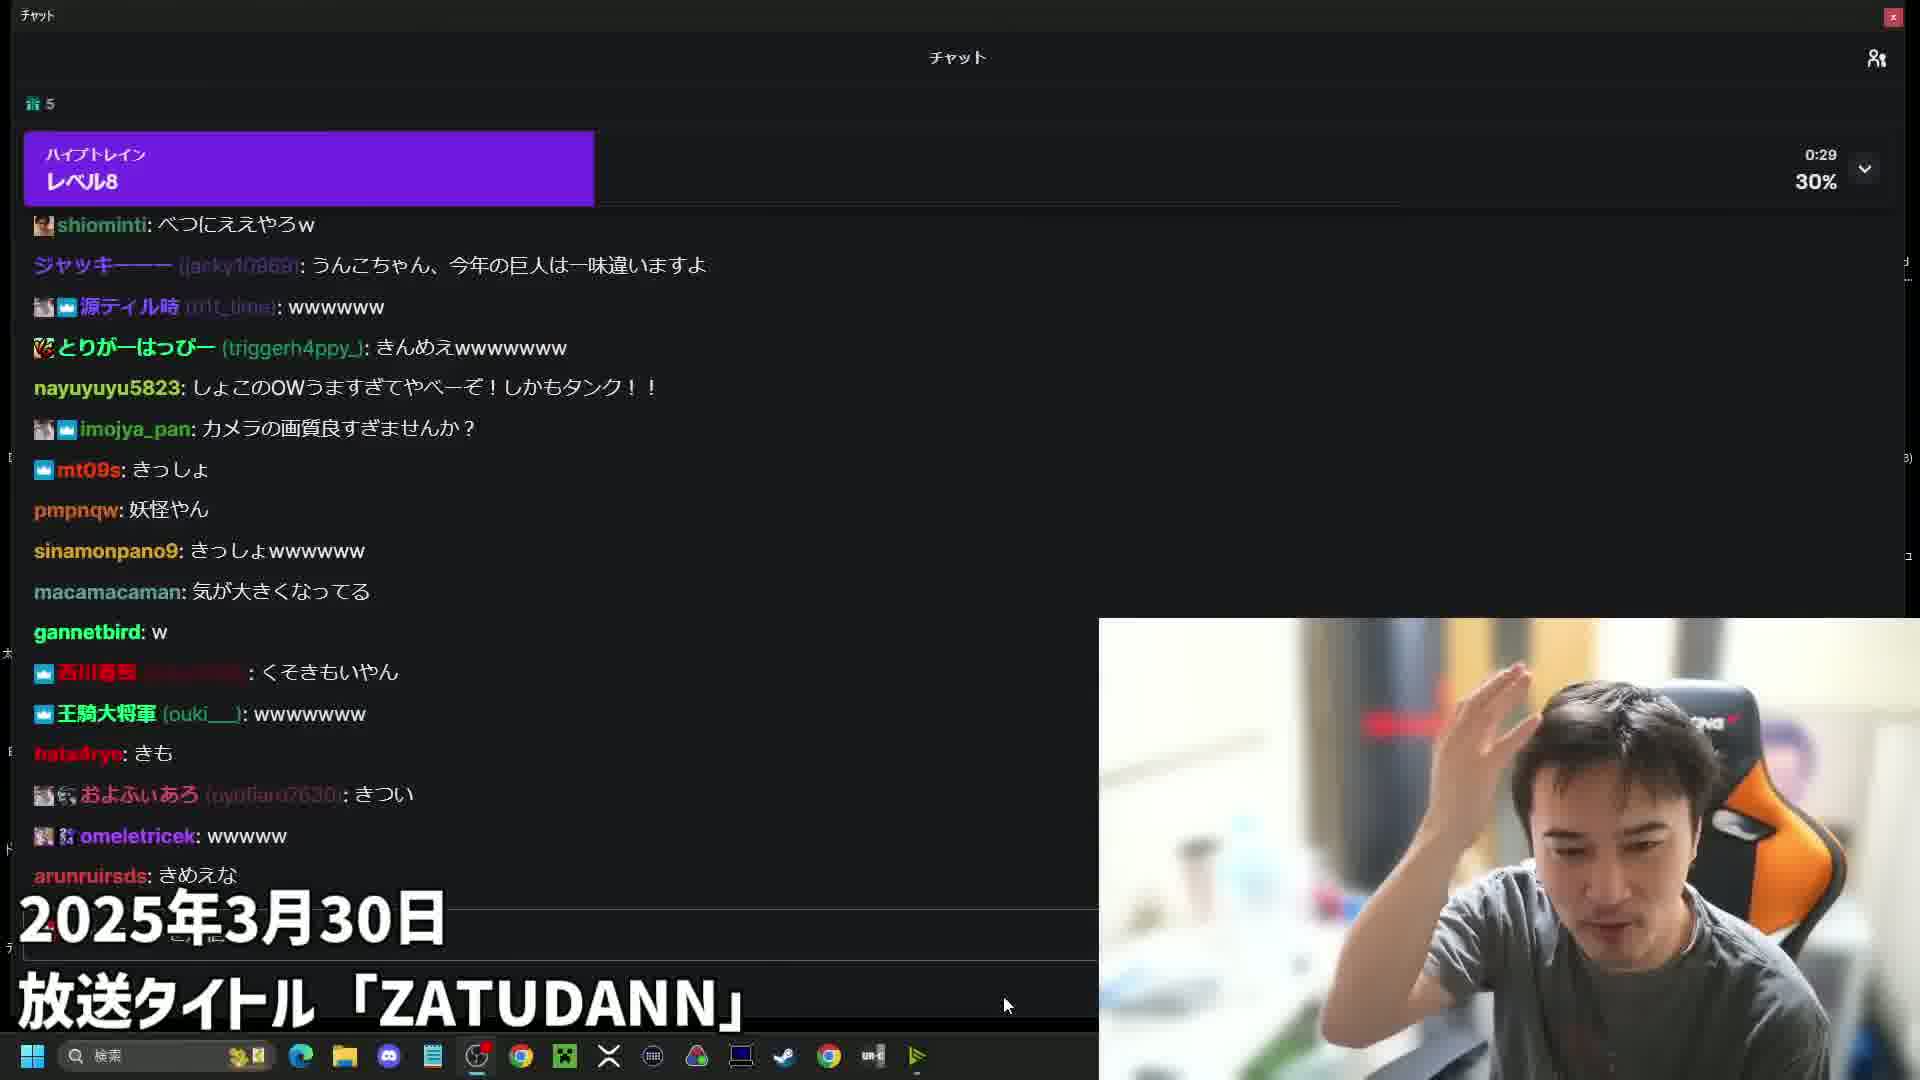 チャット
チャット
5
ハイプトレイン
レベル8
0:29
30%
shiominti: べつにええやろw
ジャッキーーー (jacky10969): うんこちゃん、今年の巨人は一味違いますよ
源テイル時 (m1t_time): wwwwww
とりがーはっぴー (triggerh4ppy_): きんめえwwwwwww
nayuyuyu5823: しょこのOWうますぎてやべーぞ！しかもタンク！！
imojya_pan: カメラの画質良すぎませんか？
mt09s: きっしょ
pmpnqw: 妖怪やん
sinamonpano9: きっしょwwwwww
macamacaman: 気が大きくなってる
gannetbird: w
: くそきもいやん
王騎大将軍 (ouki___): wwwwwww
hata4ryo: きも
およふぃあろ (oyofiaro7630): きつい
omeletricek: wwwww
arunruirsds: きめえな
2025年3月30日
放送タイトル「ZATUDANN」
検索